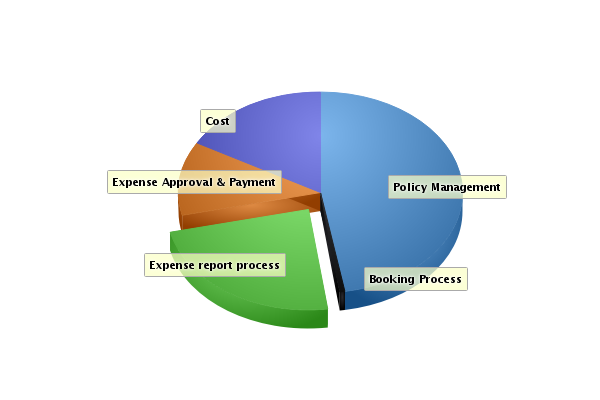 Cost
Expense Approval & Payment
Policy Management
Expense report process
Booking Process